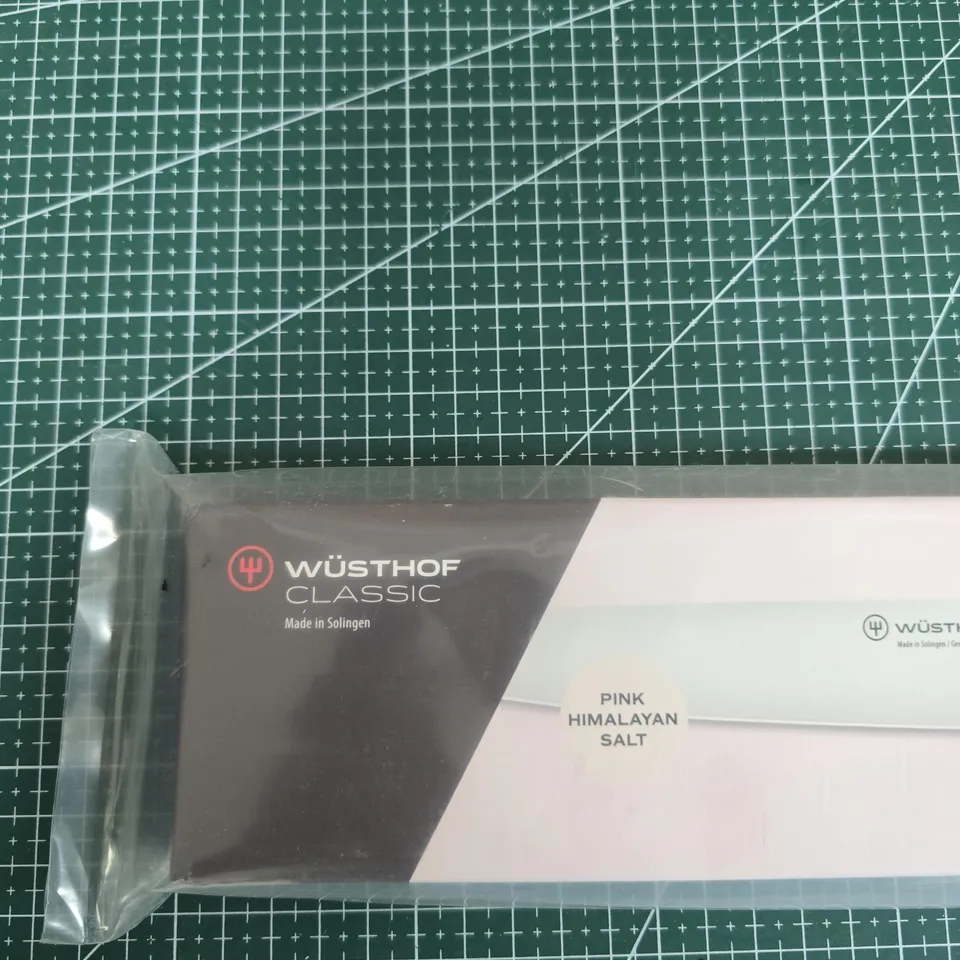 WÜSTHOF
CLASSIC
Made in Solingen
WÜSTH
Made in Solingen / Ge
PINK
HIMALAYAN
SALT